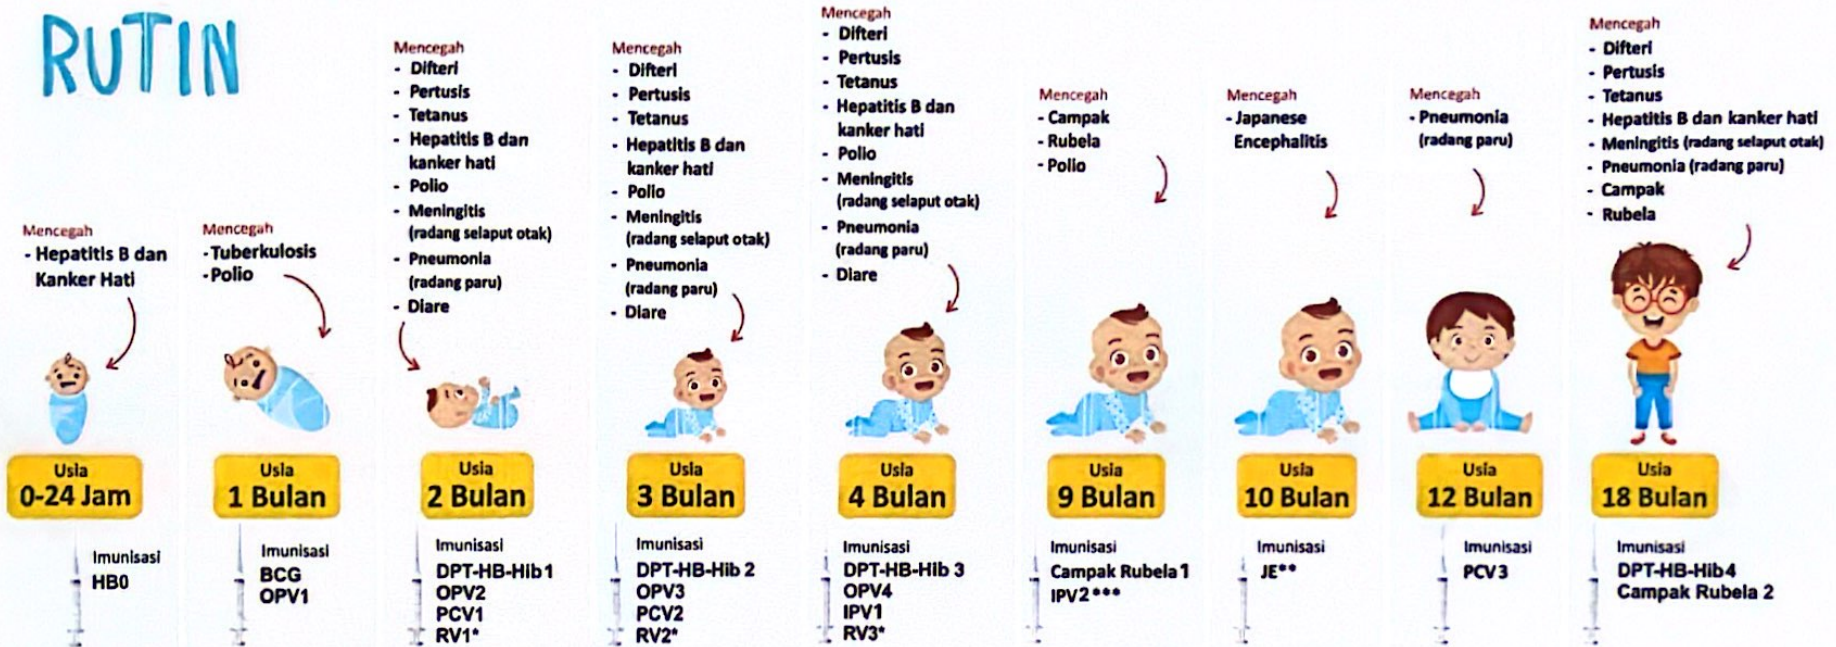 RUTIN
Mencegah
- Hepatitis B dan
Kanker Hati
Usia
0-24 Jam
Imunisasi
HB0
Mencegah
-Tuberkulosis
-Polio
Usia
1 Bulan
Imunisasi
BCG
OPV1
Mencegah
- Difteri
- Pertusis
- Tetanus
- Hepatitis B dan
kanker hati
- Polio
- Meningitis
(radang selaput otak)
- Pneumonia
(radang paru)
- Diare
Usia
2 Bulan
Imunisasi
DPT-HB-Hib 1
OPV2
PCV1
RV1*
Mencegah
- Difteri
- Pertusis
- Tetanus
- Hepatitis B dan
kanker hati
- Polio
- Meningitis
(radang selaput otak)
- Pneumonia
(radang paru)
- Diare
Usia
3 Bulan
Imunisasi
DPT-HB-Hib 2
OPV3
PCV2
RV2*
Mencegah
- Difteri
- Pertusis
- Tetanus
- Hepatitis B dan
kanker hati
- Polio
- Meningitis
(radang selaput otak)
- Pneumonia
(radang paru)
- Diare
Usia
4 Bulan
Imunisasi
DPT-HB-Hib 3
OPV4
IPV1
RV3*
Mencegah
- Campak
- Rubela
- Polio
Usia
9 Bulan
Imunisasi
Campak Rubela 1
IPV2***
Mencegah
- Japanese
Encephalitis
Usia
10 Bulan
Imunisasi
JE**
Mencegah
- Pneumonia
(radang paru)
Usia
12 Bulan
Imunisasi
PCV3
Mencegah
- Difteri
- Pertusis
- Tetanus
- Hepatitis B dan kanker hati
- Meningitis (radang selaput otak)
- Pneumonia (radang paru)
- Campak
- Rubela
Usia
18 Bulan
Imunisasi
DPT-HB-Hib4
Campak Rubela 2